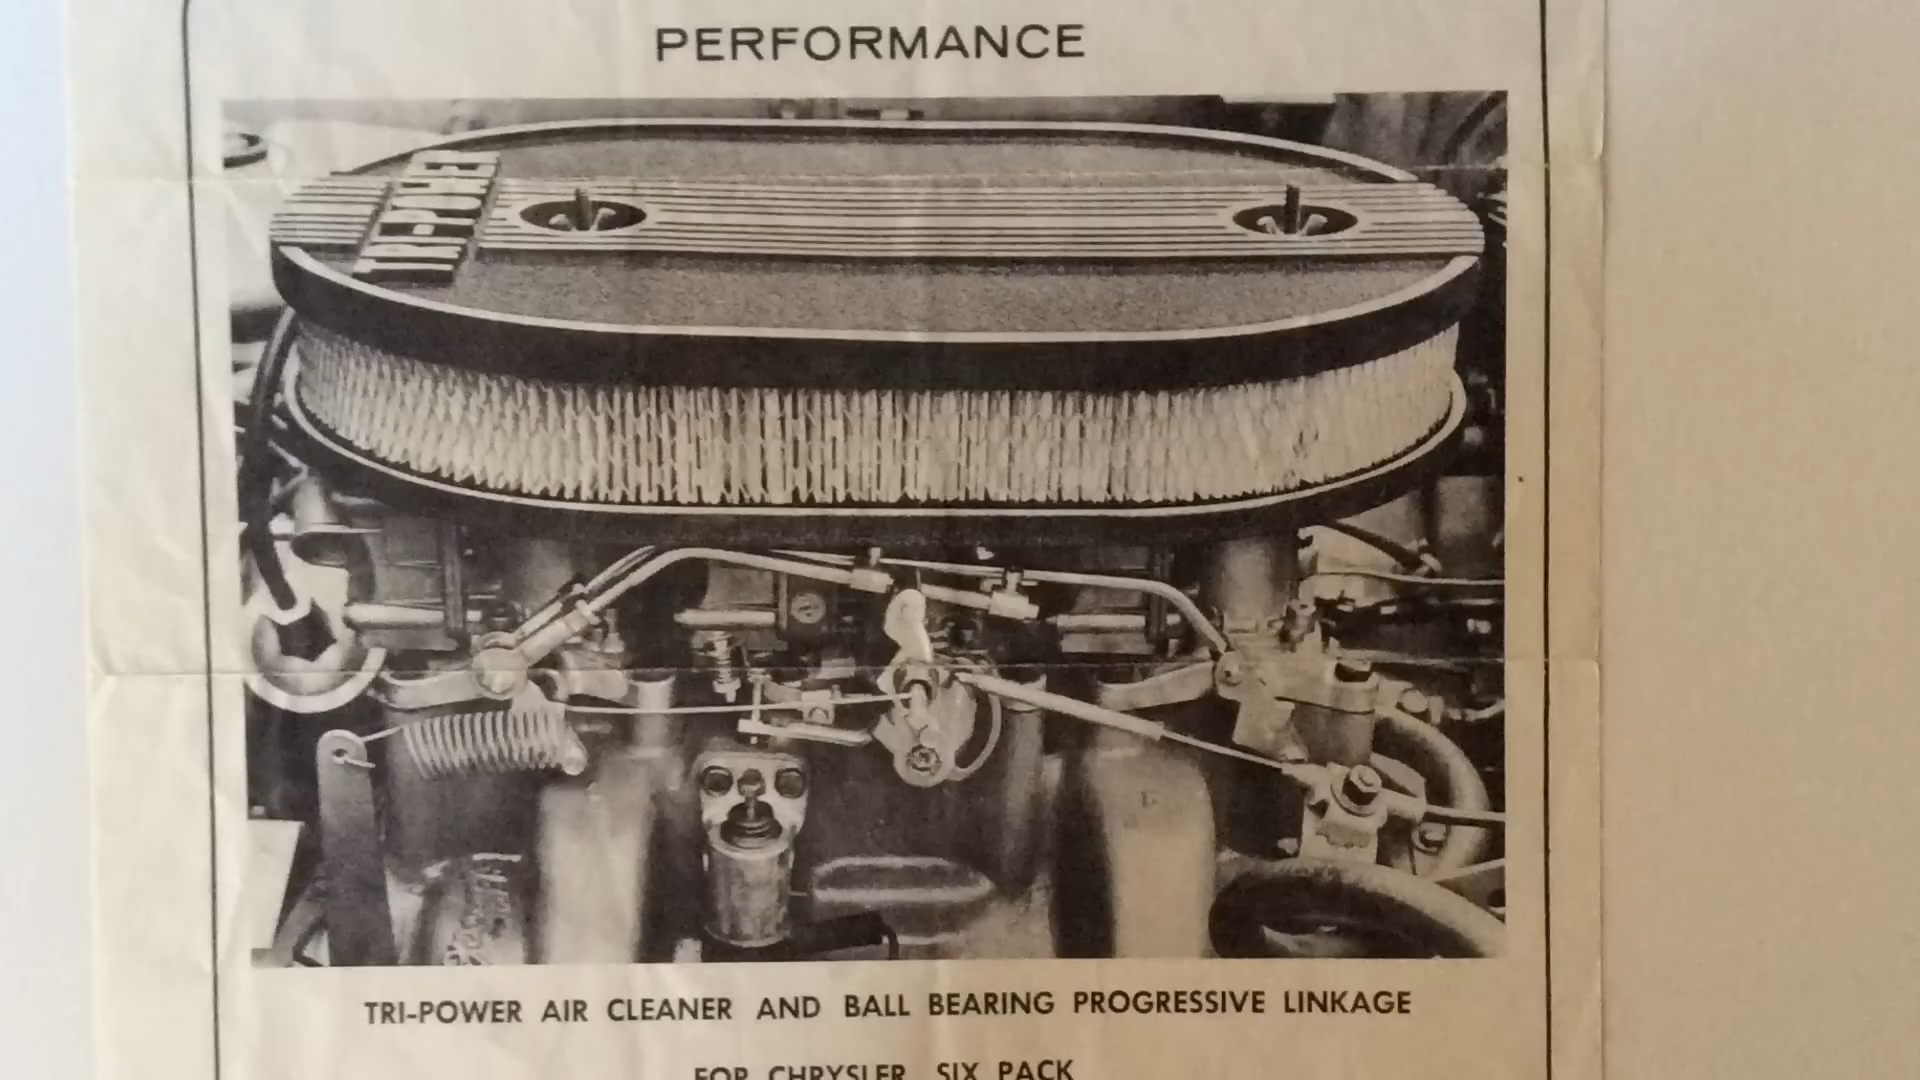 PERFORMANCE
TRI-POWER
TRI-POWER AIR CLEANER AND BALL BEARING PROGRESSIVE LINKAGE
FOR CHRYSLER SIX PACK